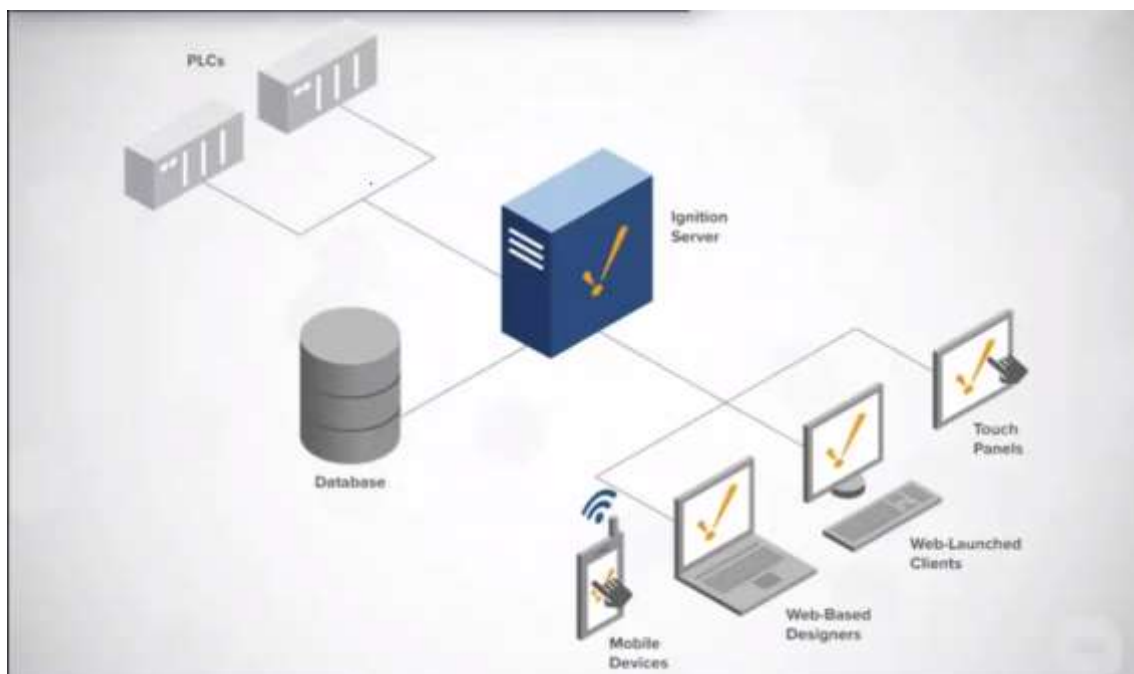 PLCs
Ignition
Server
Touch
Panels
Database
Web-Launched
Clients
Web-Based
Designers
Mobile
Devices